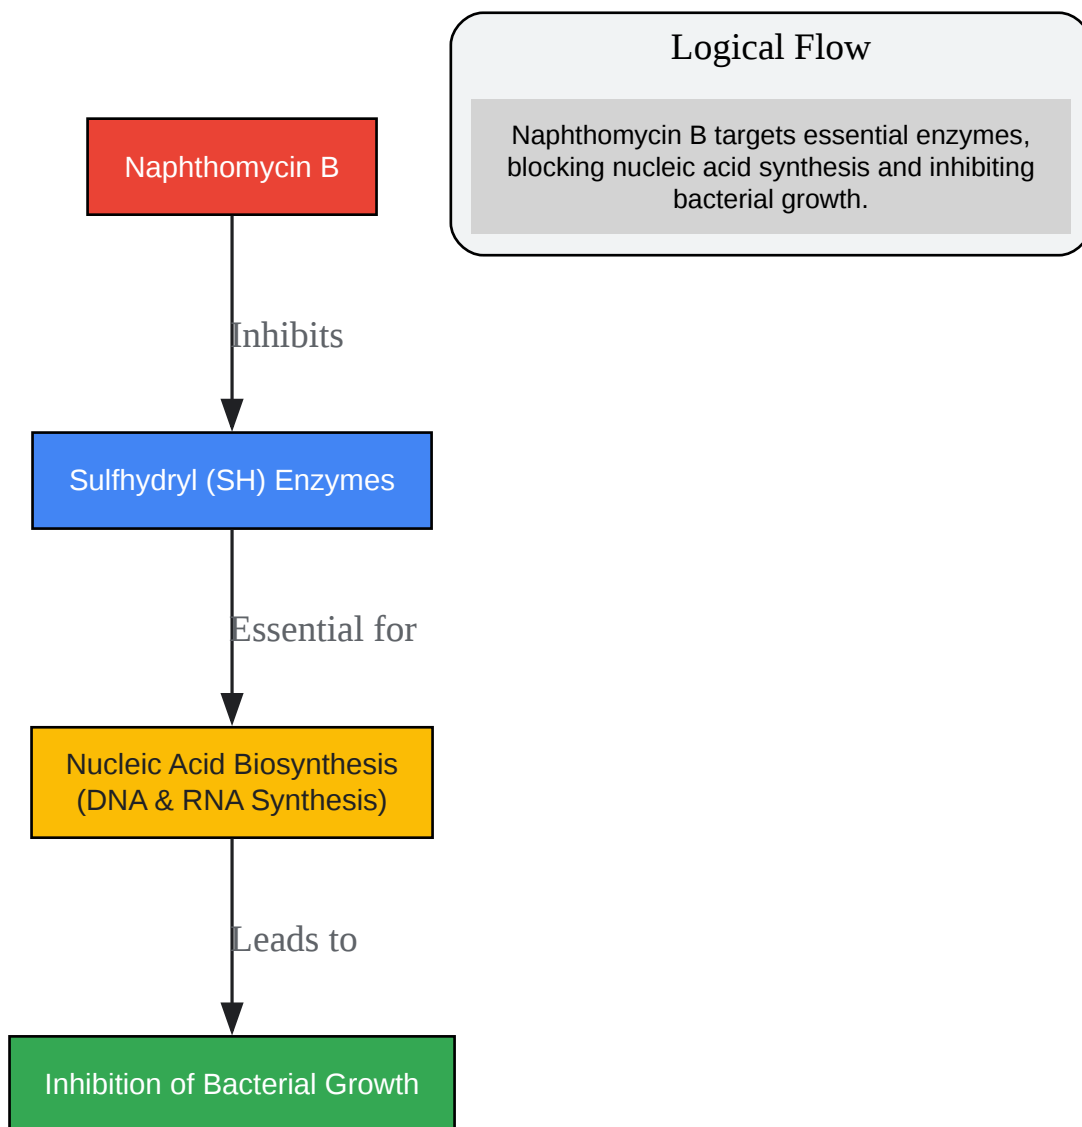 Logical Flow
Naphthomycin B targets essential enzymes,
blocking nucleic acid synthesis and inhibiting
bacterial growth.
Naphthomycin B
Inhibits
Sulfhydryl (SH) Enzymes
Essential for
Nucleic Acid Biosynthesis
(DNA & RNA Synthesis)
Leads to
Inhibition of Bacterial Growth